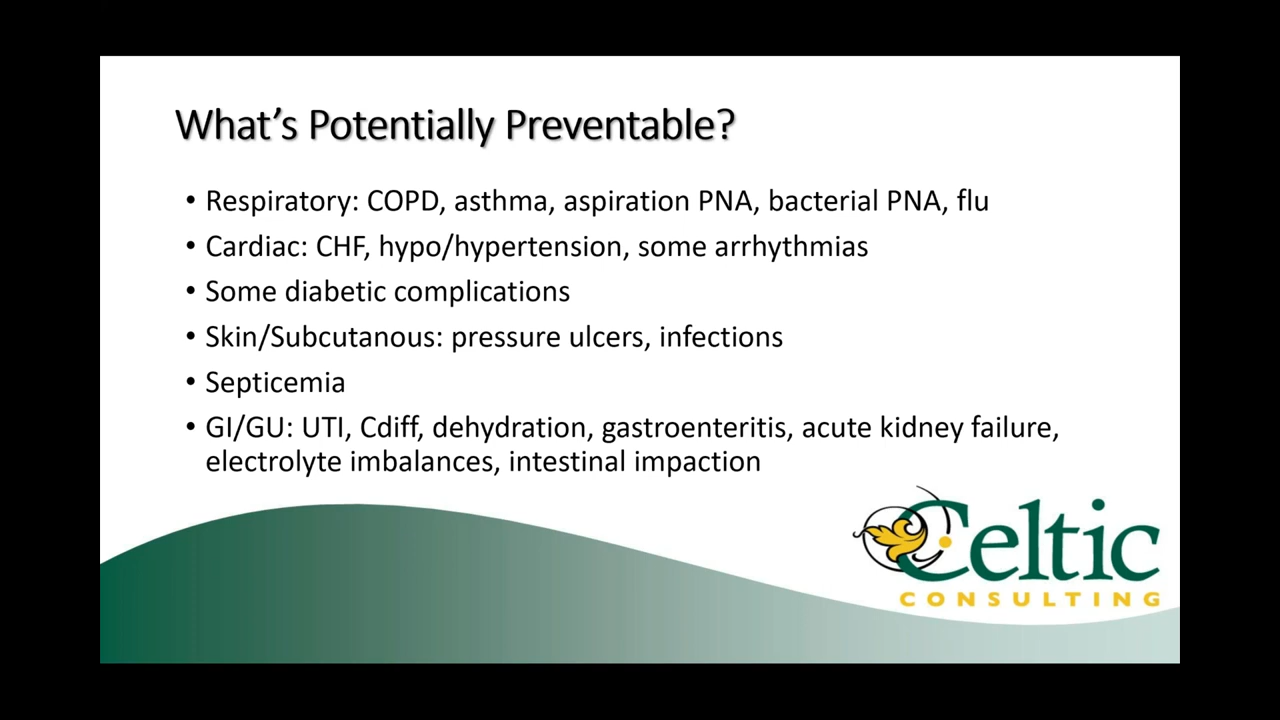 What's Potentially Preventable?
• Respiratory: COPD, asthma, aspiration PNA, bacterial PNA, flu
• Cardiac: CHF, hypo/hypertension, some arrhythmias
• Some diabetic complications
• Skin/Subcutanous: pressure ulcers, infections
• Septicemia
• GI/GU: UTI, Cdiff, dehydration, gastroenteritis, acute kidney failure,
electrolyte imbalances, intestinal impaction
Celtic
CONSULTING